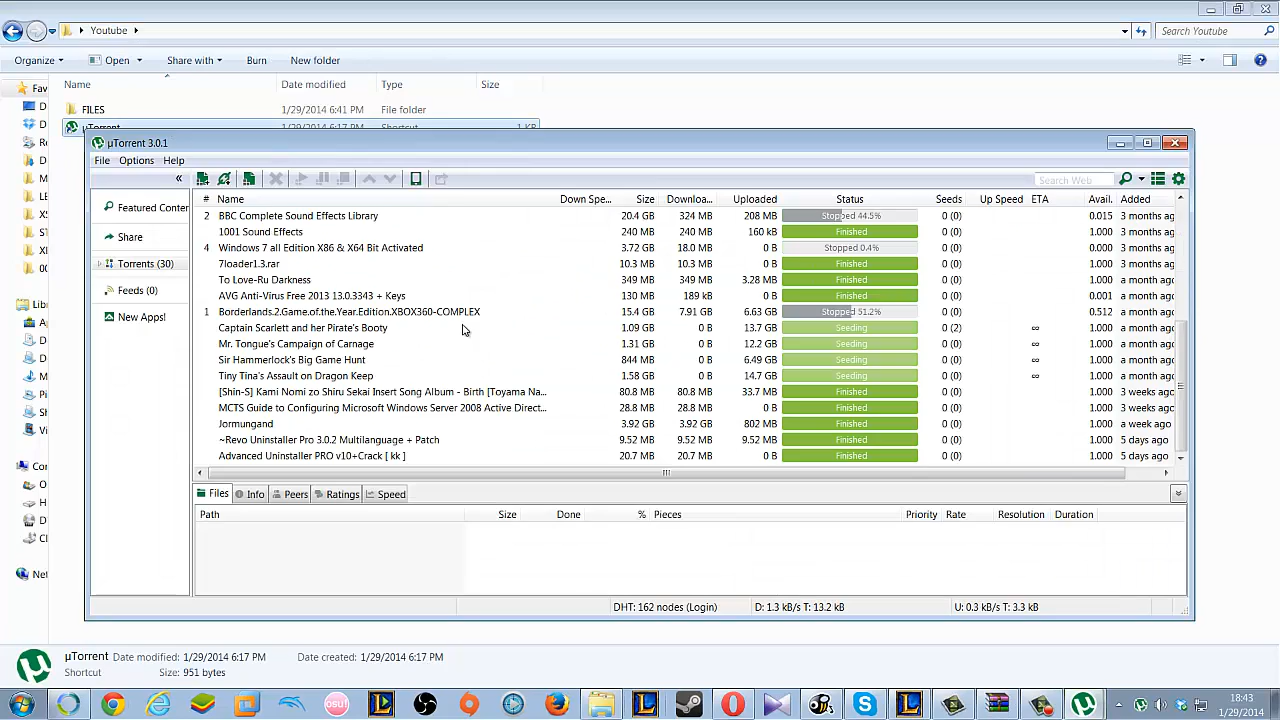 Youtube
Search Youtube
Organize Open Share with Burn New folder
Fav Name Date modified Type Size
D FILES 1/29/2014 6:41 PM File folder
µTorrent 1/29/2014 6:17 PM Shortcut 1 KB
µTorrent 3.0.1
File Options Help
« Search Web
# Name Down Spe... Size Downloa... Uploaded Status Seeds Up Speed ETA Avail. Added
Featured Conter
Share
Torrents (30)
Feeds (0)
New Apps!
2 BBC Complete Sound Effects Library 20.4 GB 324 MB 208 MB Stopped 44.5% 0 (0) 0.015 3 months ago
1001 Sound Effects 240 MB 240 MB 160 kB Finished 0 (0) 1.000 3 months ago
4 Windows 7 all Edition X86 & X64 Bit Activated 3.72 GB 18.0 MB 0 B Stopped 0.4% 0 (0) 0.000 3 months ago
7loader1.3.rar 10.3 MB 10.3 MB 0 B Finished 0 (0) 1.000 a month ago
To Love-Ru Darkness 349 MB 349 MB 3.28 MB Finished 0 (0) 1.000 a month ago
AVG Anti-Virus Free 2013 13.0.3343 + Keys 130 MB 189 kB 0 B Finished 0 (0) 0.001 a month ago
1 Borderlands.2.Game.of.the.Year.Edition.XBOX360-COMPLEX 15.4 GB 7.91 GB 6.63 GB Stopped 51.2% 0 (0) 0.512 a month ago
Captain Scarlett and her Pirate's Booty 1.09 GB 0 B 13.7 GB Seeding 0 (2) ∞ 1.000 a month ago
Mr. Tongue's Campaign of Carnage 1.31 GB 0 B 12.2 GB Seeding 0 (0) ∞ 1.000 a month ago
Sir Hammerlock's Big Game Hunt 844 MB 0 B 6.49 GB Seeding 0 (0) ∞ 1.000 a month ago
Tiny Tina's Assault on Dragon Keep 1.58 GB 0 B 14.7 GB Seeding 0 (0) ∞ 1.000 a month ago
[Shin-S] Kami Nomi zo Shiru Sekai Insert Song Album - Birth [Toyama Na... 80.8 MB 80.8 MB 33.7 MB Finished 0 (0) 1.000 3 weeks ago
MCTS Guide to Configuring Microsoft Windows Server 2008 Active Direct... 28.8 MB 28.8 MB 0 B Finished 0 (0) 1.000 3 weeks ago
Jormungand 3.92 GB 3.92 GB 802 MB Finished 0 (0) 1.000 a week ago
~Revo Uninstaller Pro 3.0.2 Multilanguage + Patch 9.52 MB 9.52 MB 9.52 MB Finished 0 (0) 1.000 5 days ago
Advanced Uninstaller PRO v10+Crack [ kk ] 20.7 MB 20.7 MB 0 B Finished 0 (0) 1.000 5 days ago
Files Info Peers Ratings Speed
Path Size Done % Pieces Priority Rate Resolution Duration
DHT: 162 nodes (Login) D: 1.3 kB/s T: 13.2 kB U: 0.3 kB/s T: 3.3 kB
µTorrent Date modified: 1/29/2014 6:17 PM Date created: 1/29/2014 6:17 PM
Shortcut Size: 951 bytes
osu!
18:43
1/29/2014